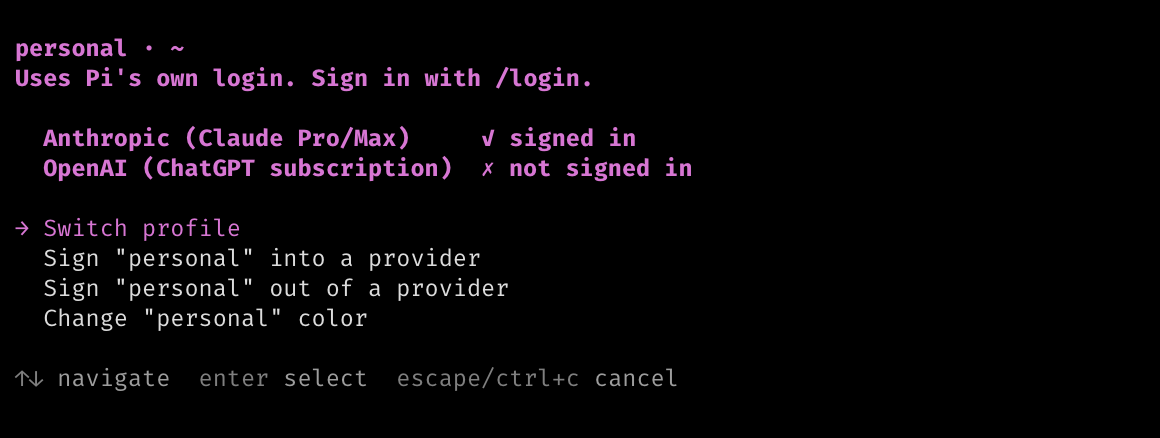 personal · ~
Uses Pi's own login. Sign in with /login.
Anthropic (Claude Pro/Max)     ✓ signed in
OpenAI (ChatGPT subscription)  ✗ not signed in
→ Switch profile
Sign "personal" into a provider
Sign "personal" out of a provider
Change "personal" color
↑↓ navigate  enter select  escape/ctrl+c cancel